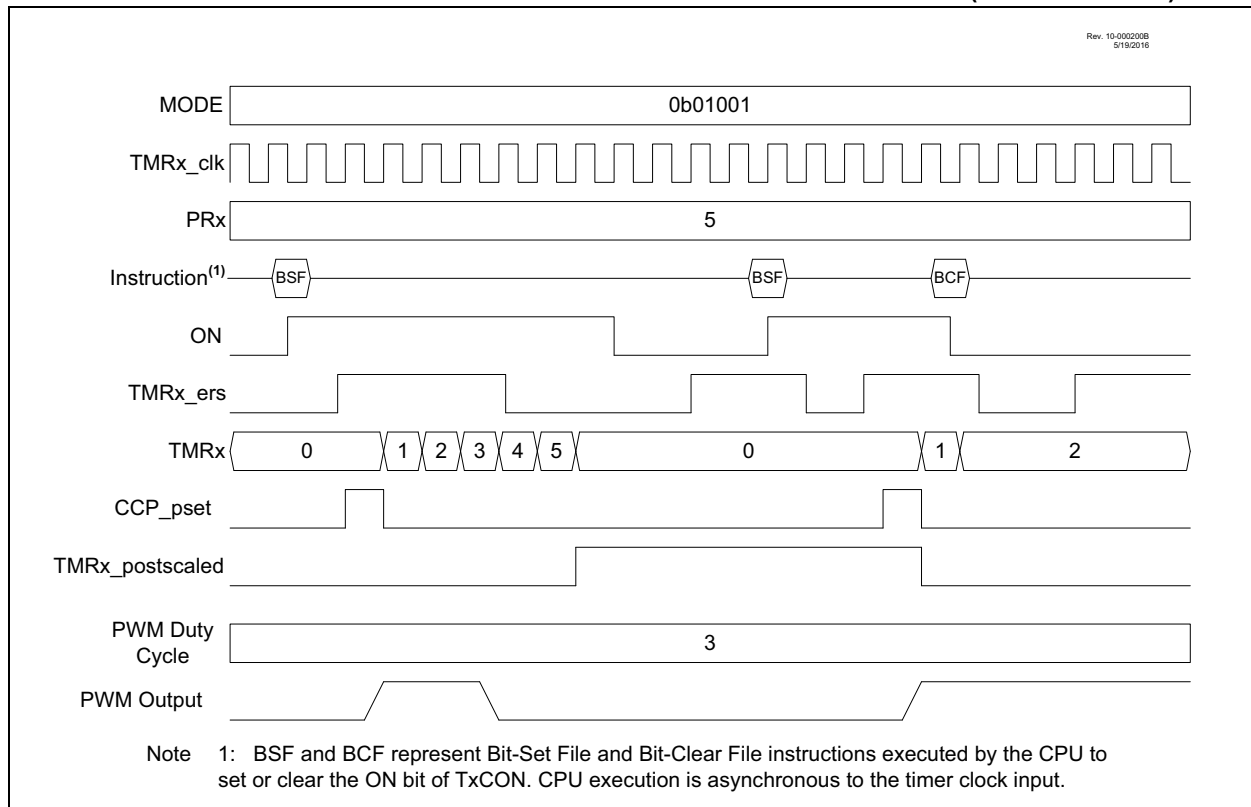 Rev. 10-000200B
5/19/2016
MODE 0b01001
TMRx_clk
PRx 5
Instruction(1) BSF BSF BCF
ON
TMRx_ers
TMRx 0 1 2 3 4 5 0 1 2
CCP_pset
TMRx_postscaled
PWM Duty
Cycle 3
PWM Output
Note 1: BSF and BCF represent Bit-Set File and Bit-Clear File instructions executed by the CPU to
set or clear the ON bit of TxCON. CPU execution is asynchronous to the timer clock input.